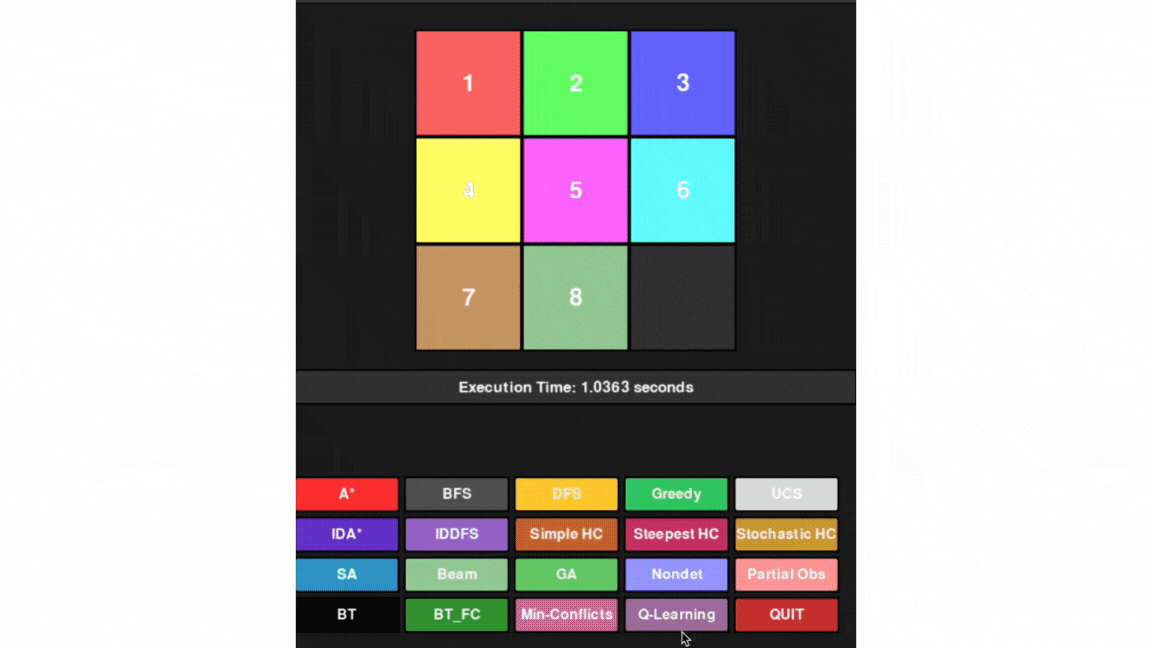 1 2 3
4 5 6
7 8
Execution Time: 1.0363 seconds
A* BFS DFS Greedy UCS
IDA* IDDFS Simple HC Steepest HC Stochastic HC
SA Beam GA Nondet Partial Obs
BT BT_FC Min-Conflicts Q-Learning QUIT